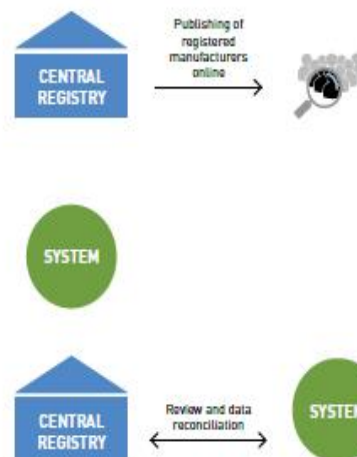 Publishing of
registered
manufacturers
online
CENTRAL
REGISTRY
SYSTEM
Review and data
reconciliation
CENTRAL
REGISTRY
SYSTEM